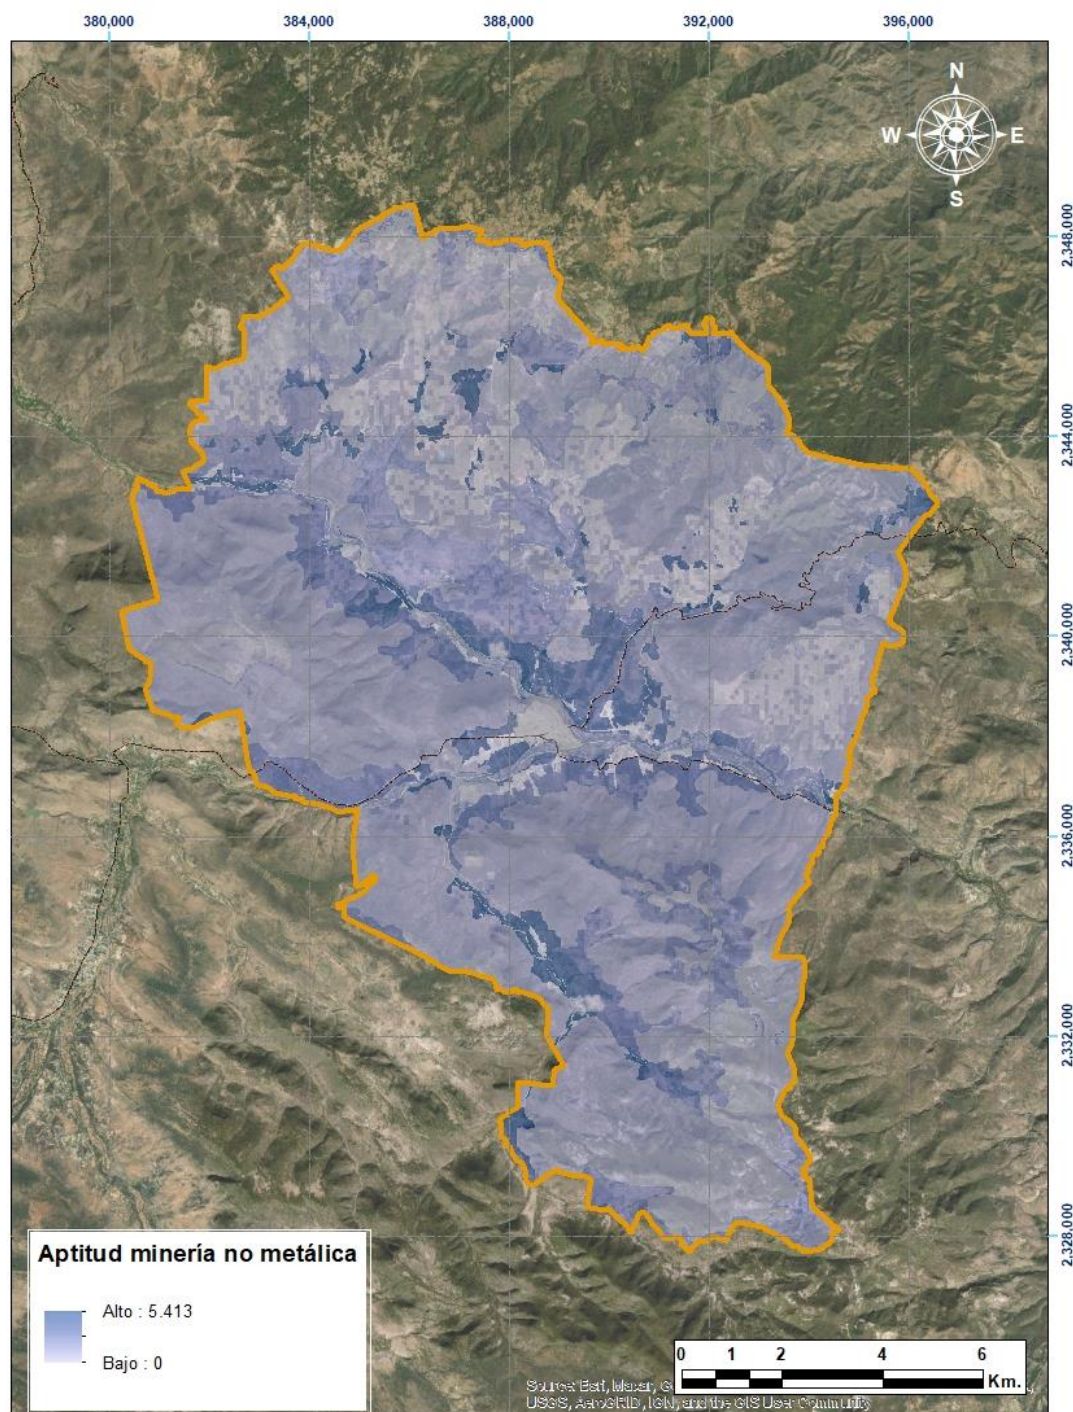 380,000 384,000 388,000 392,000 396,000
N
W E
S
2.348.000
2.344.000
2.340.000
2.336.000
2.332.000
2.328.000
Aptitud minería no metálica
Alto : 5.413
Bajo : 0
0 1 2 4 6
Km.
Source: Esri, Maxar,
USGS, AeroGRID, IGN, and the GIS User Community